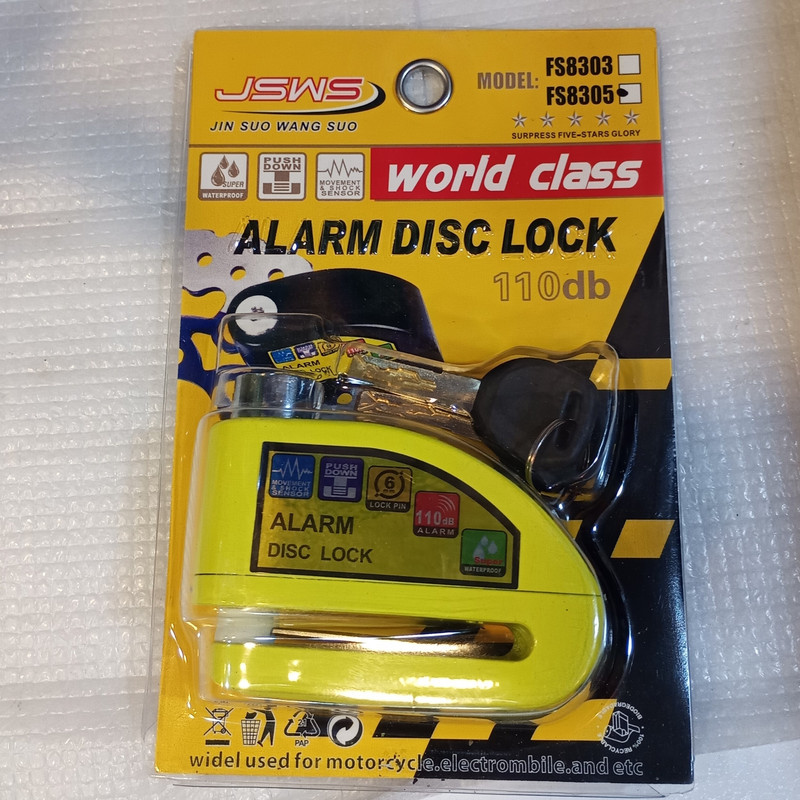 JSWS
JIN SUO WANG SUO
MODEL: FS8303
FS8305
SURPRESS FIVE-STARS GLORY
SUPER
WATERPROOF
PUSH
DOWN
MOVEMENT
& SHOCK
SENSOR
world class
ALARM DISC LOCK
110db
ALARM
MOVEMENT
& SHOCK
SENSOR
PUSH
DOWN
6
LOCK PIN
110dB
ALARM
Super
WATERPROOF
ALARM
DISC LOCK
PAP
widel used for motorcycle.electrombile.and etc